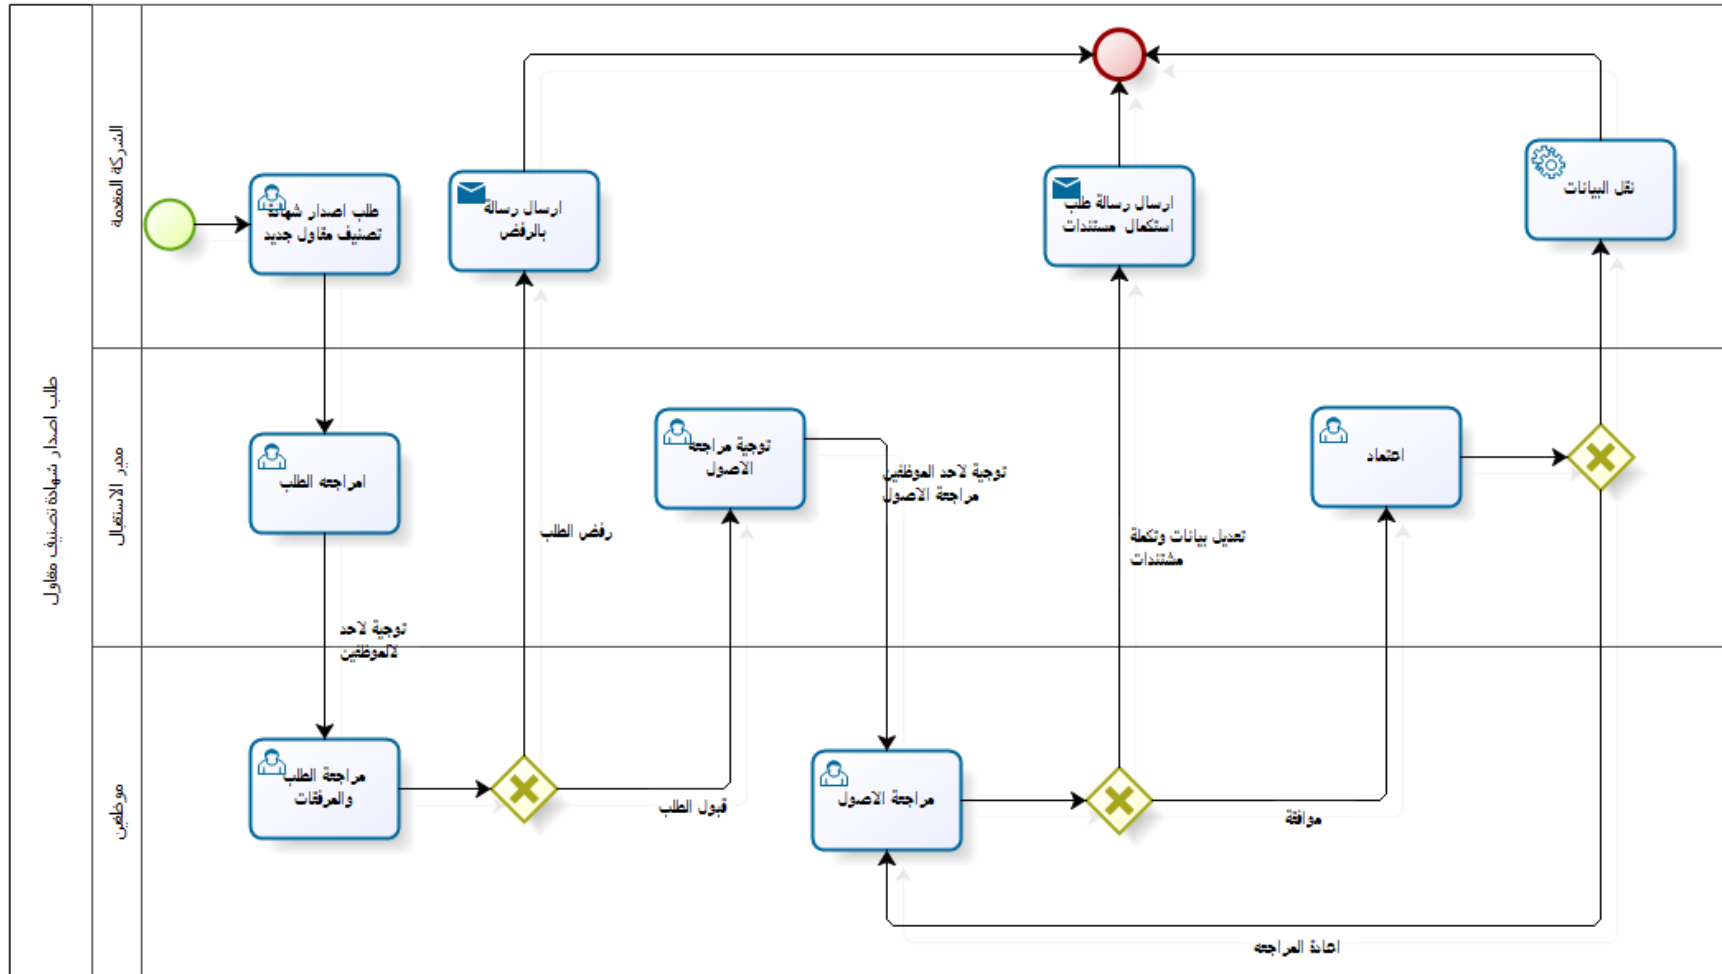 طلب اصدار شهادة تصنيف مقاول
الشركة المقدمة
طلب اصدار شهادة
تصنيف مقاول جديد
ارسال رسالة
بالرفض
ارسال رسالة طلب
استكمال مستندات
نقل البيانات
مدير الاستقبال
امراجعه الطلب
توجية مراجعة
الاصول
توجية لاحد الموظفين
مراجعة الاصول
اعتماد
رفض الطلب
تعديل بيانات وتكملة
مشتندات
توجية لاحد
لالموظفين
موظفين
مراجعة الطلب
والمرفقات
قبول الطلب
مراجعة الاصول
موافقة
اعادة المراجعه